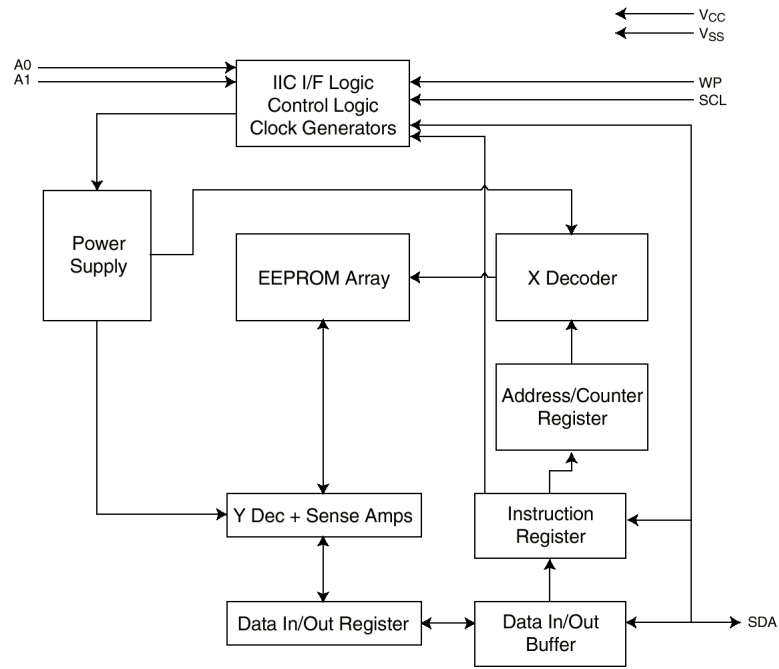 VCC
VSS
A0
A1
IIC I/F Logic
Control Logic
Clock Generators
WP
SCL
Power
Supply
EEPROM Array
X Decoder
Address/Counter
Register
Y Dec + Sense Amps
Instruction
Register
Data In/Out Register
Data In/Out
Buffer
SDA